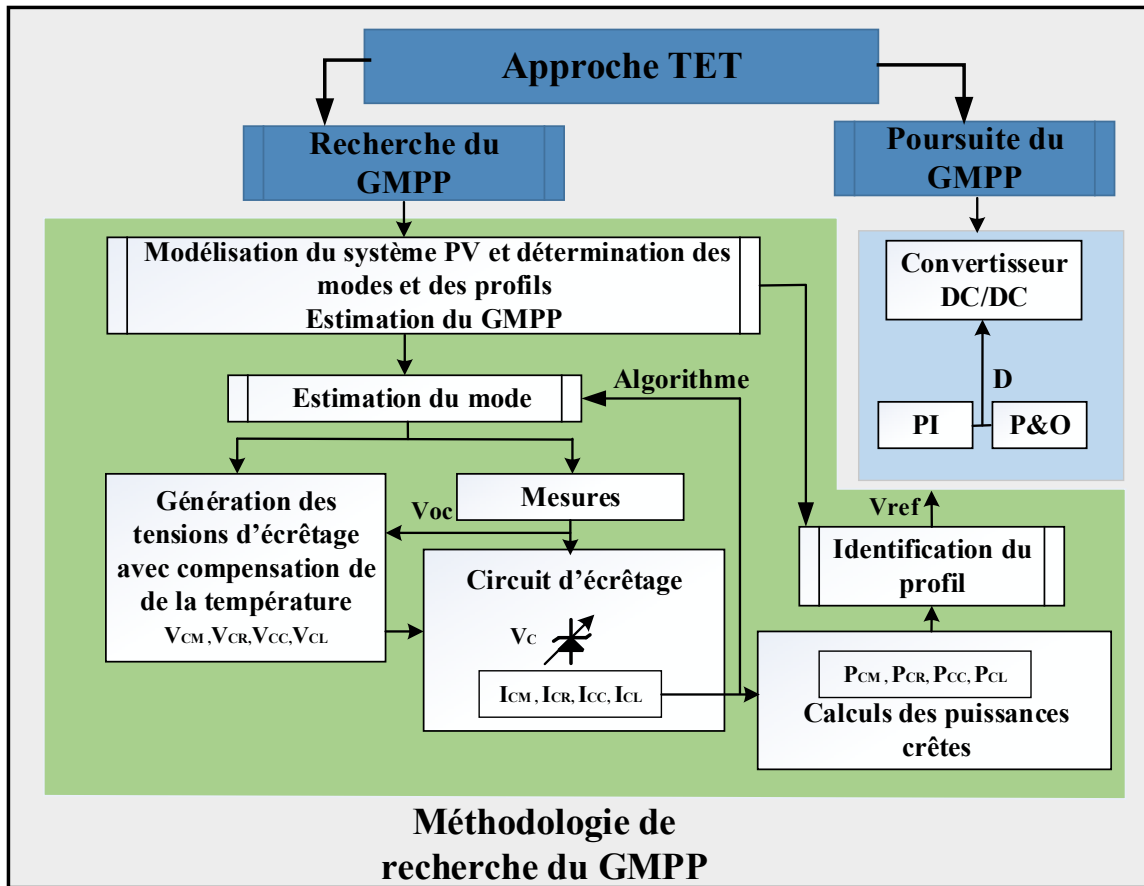 Approche TET
Recherche du
GMPP
Poursuite du
GMPP
Modélisation du système PV et détermination des
modes et des profils
Estimation du GMPP
Convertisseur
DC/DC
D
PI
P&O
Estimation du mode
Algorithme
Génération des
tensions d'écrêtage
avec compensation de
de la température
VCM ,VCR,VCC,VCL
Voc
Mesures
Circuit d'écrêtage
VC
ICM , ICR, ICC, ICL
Vref
Identification du
profil
PCM , PCR, PCC, PCL
Calculs des puissances
crêtes
Méthodologie de
recherche du GMPP